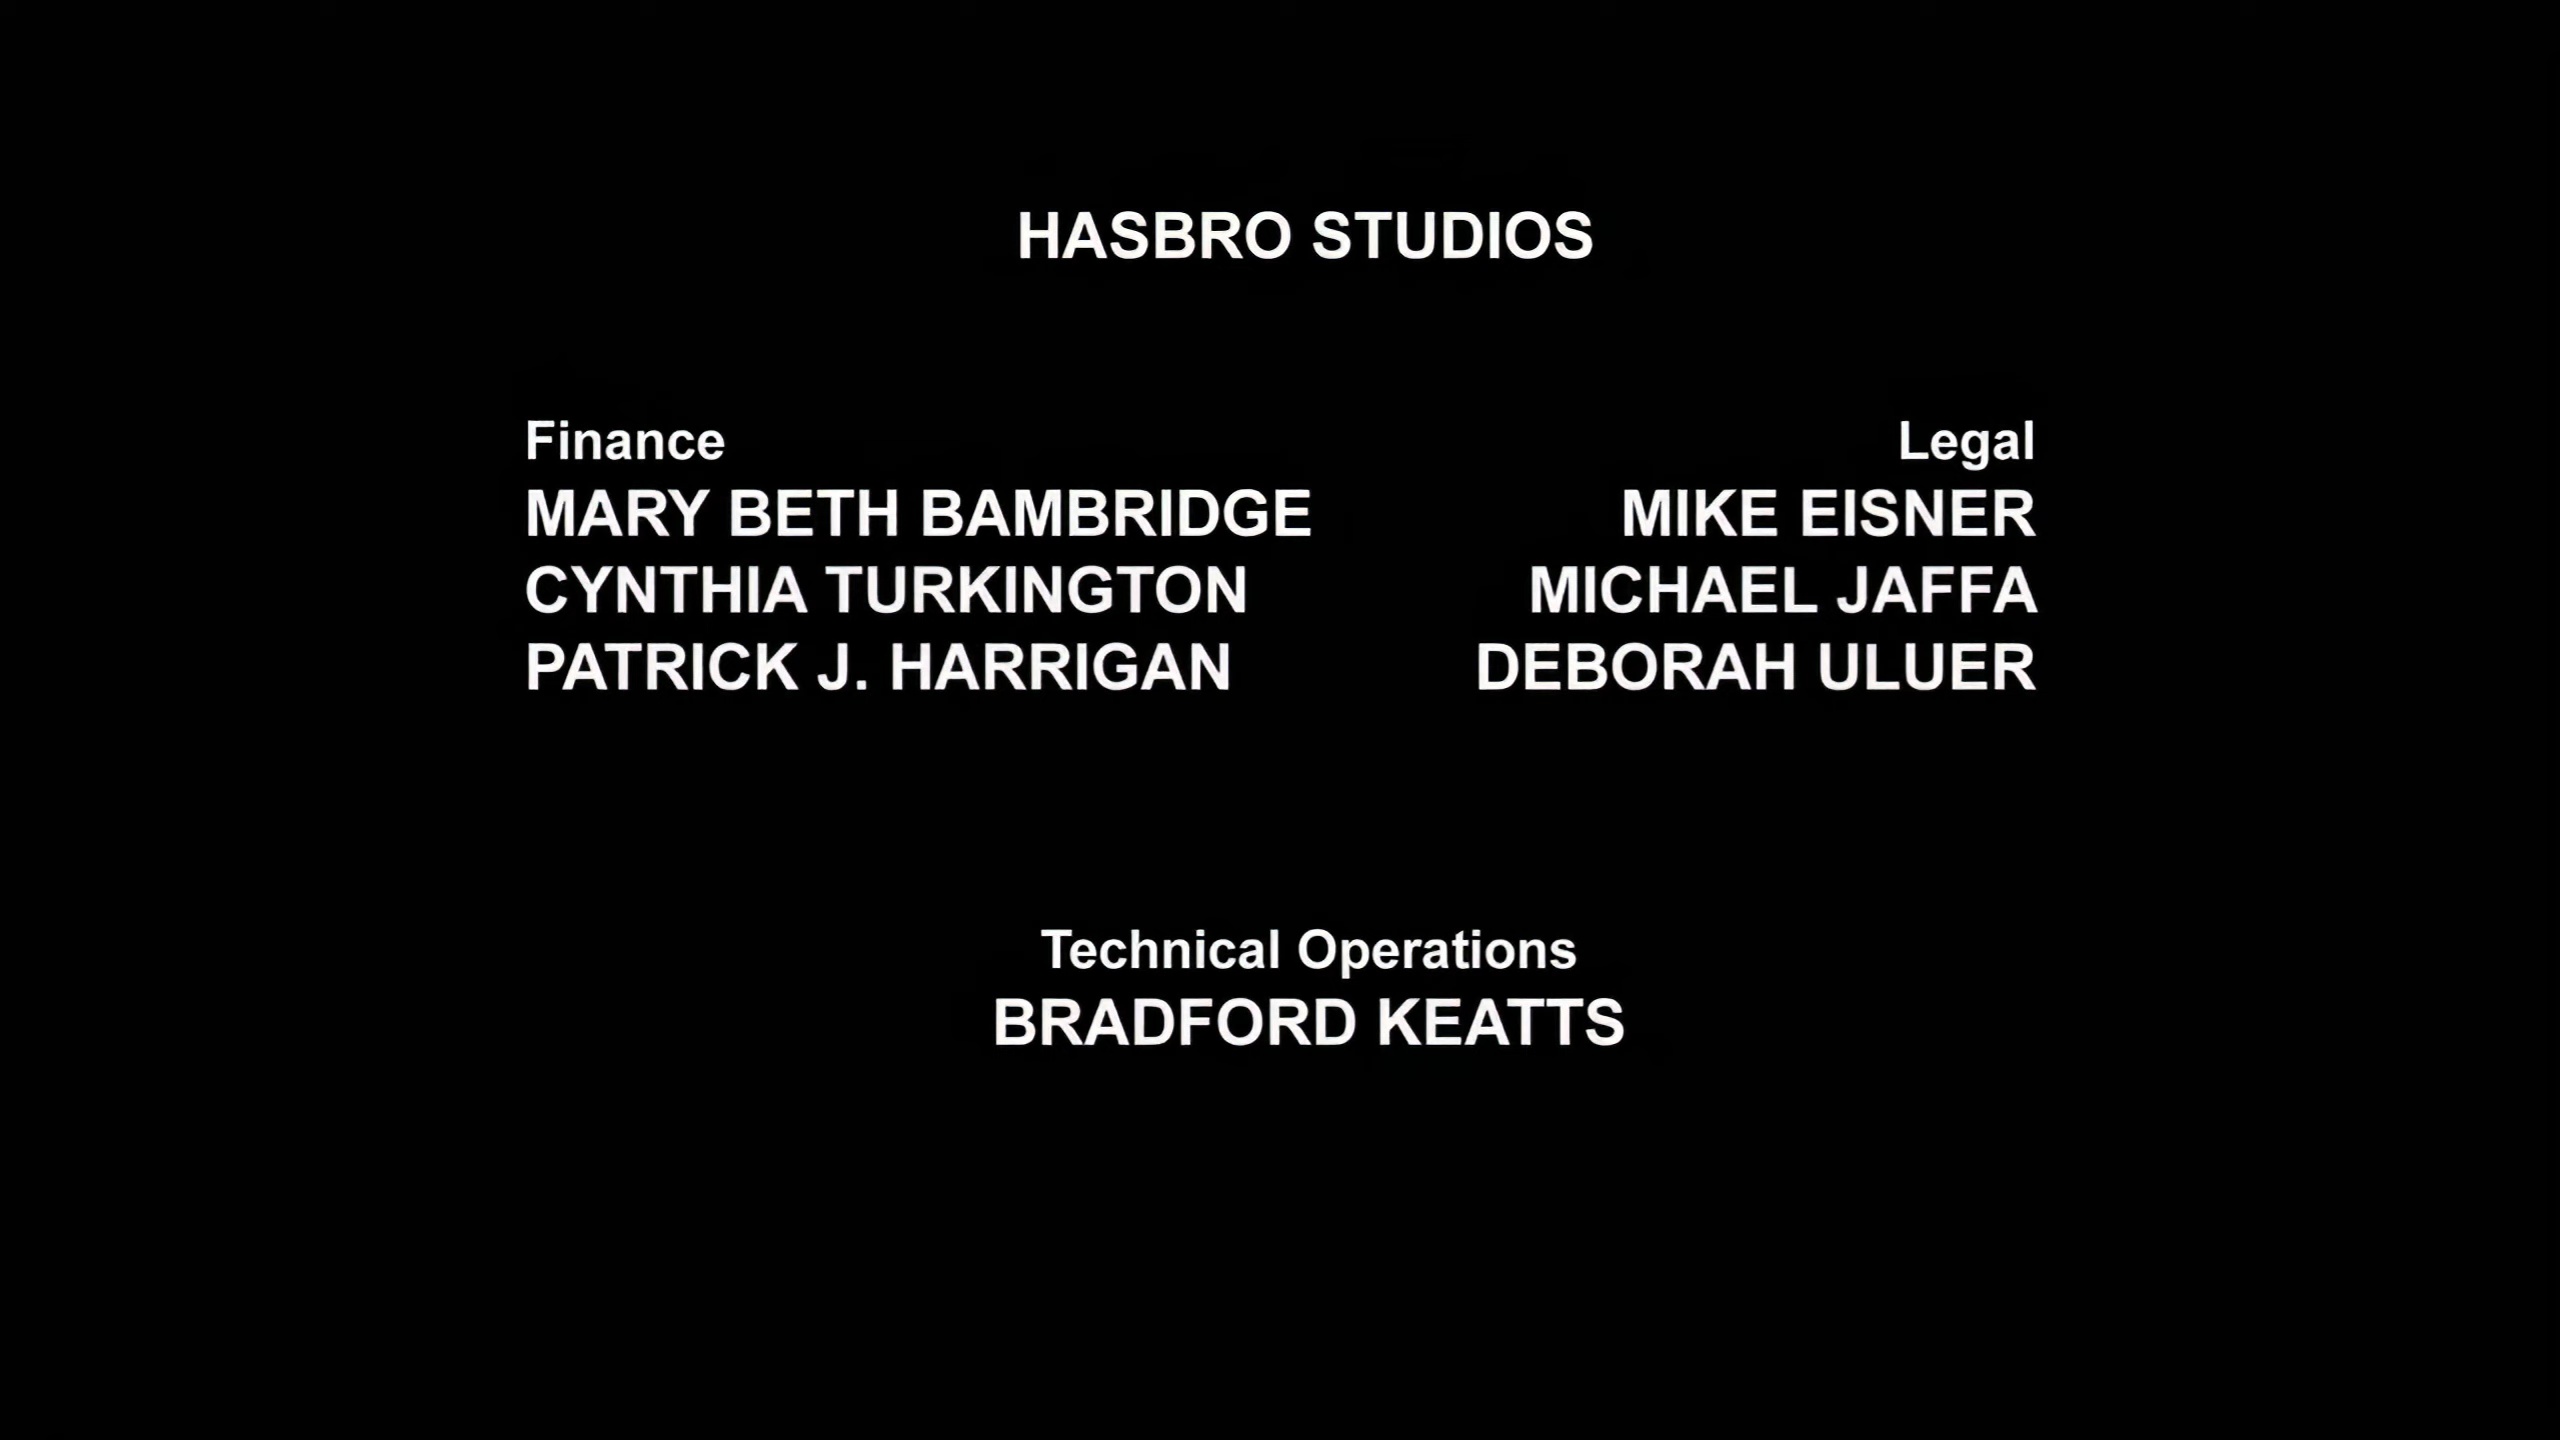 HASBRO STUDIOS
Finance
MARY BETH BAMBRIDGE
CYNTHIA TURKINGTON
PATRICK J. HARRIGAN
Legal
MIKE EISNER
MICHAEL JAFFA
DEBORAH ULUER
Technical Operations
BRADFORD KEATTS